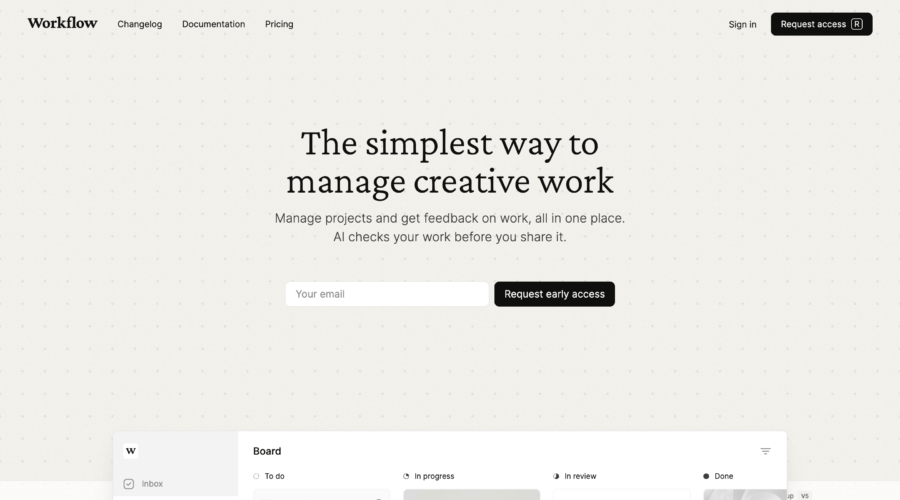 Workflow Changelog Documentation Pricing Sign in Request access R
The simplest way to
manage creative work
Manage projects and get feedback on work, all in one place.
AI checks your work before you share it.
Your email Request early access
W Board
To do In progress In review Done
Inbox
vs